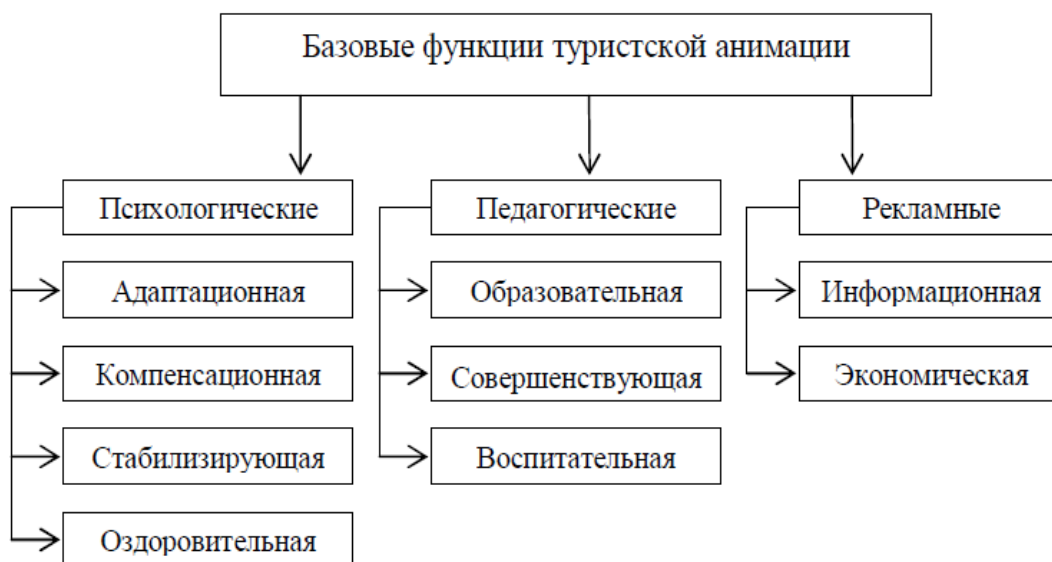 Базовые функции туристской анимации
Психологические
Адаптационная
Компенсационная
Стабилизирующая
Оздоровительная
Педагогические
Образовательная
Совершенствующая
Воспитательная
Рекламные
Информационная
Экономическая